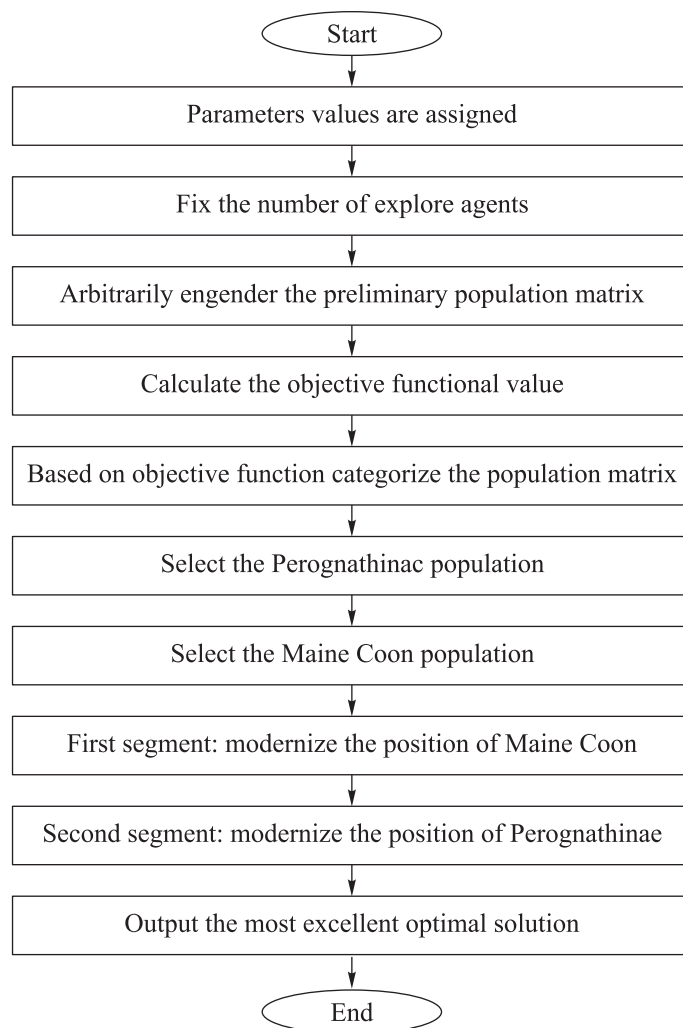 Start
Parameters values are assigned
Fix the number of explore agents
Arbitrarily engender the preliminary population matrix
Calculate the objective functional value
Based on objective function categorize the population matrix
Select the Perognathinac population
Select the Maine Coon population
First segment: modernize the position of Maine Coon
Second segment: modernize the position of Perognathinae
Output the most excellent optimal solution
End